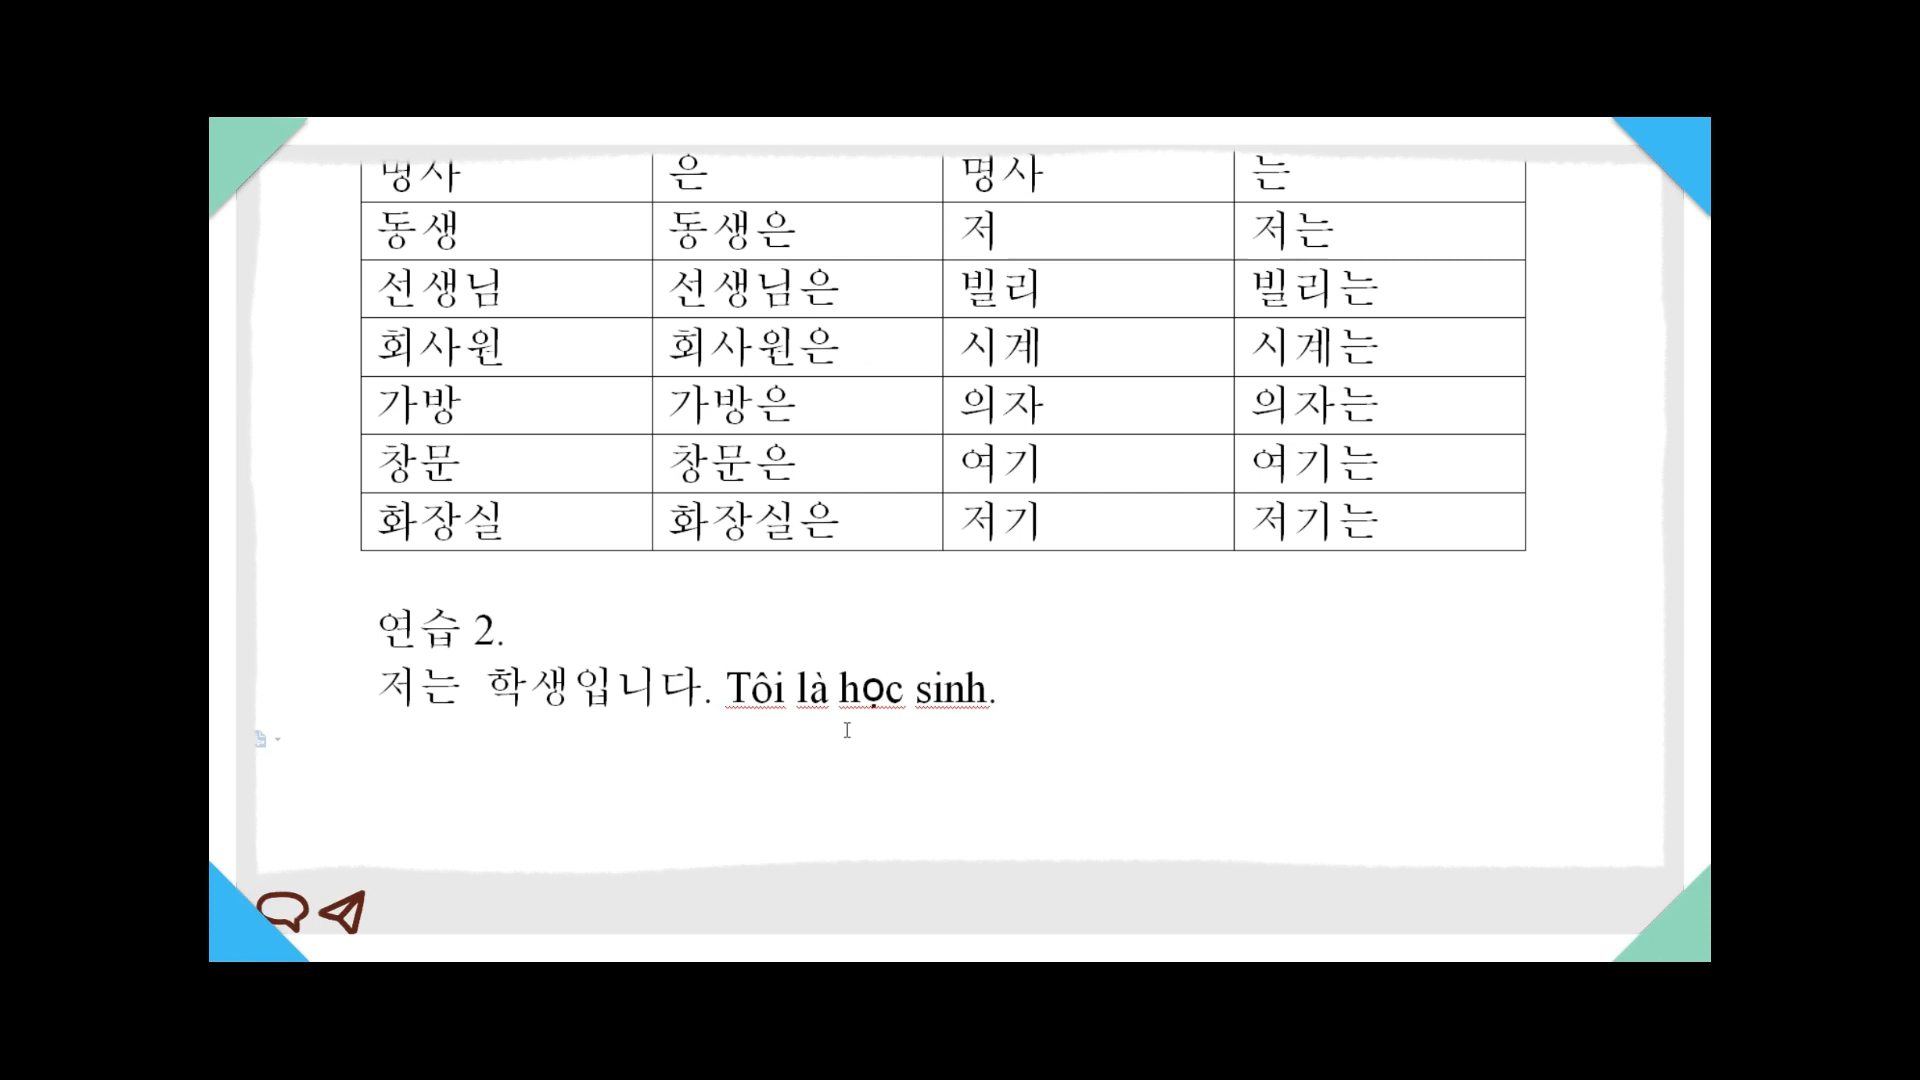 명사 은 명사 는
동생 동생은 저 저는
선생님 선생님은 빌리 빌리는
회사원 회사원은 시계 시계는
가방 가방은 의자 의자는
창문 창문은 여기 여기는
화장실 화장실은 저기 저기는
연습 2.
저는 학생입니다. Tôi là học sinh.